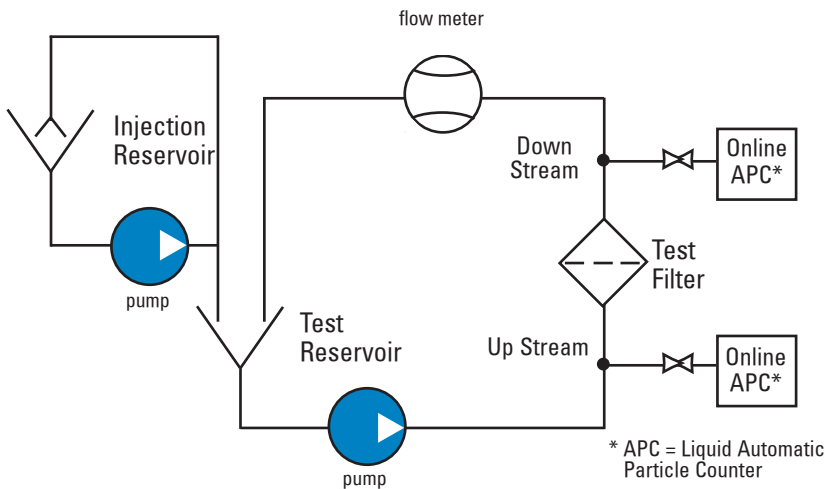 flow meter
Injection
Reservoir
Down
Stream
Online
APC*
Test
Filter
pump
Test
Reservoir
Up Stream
Online
APC*
pump
* APC = Liquid Automatic
Particle Counter